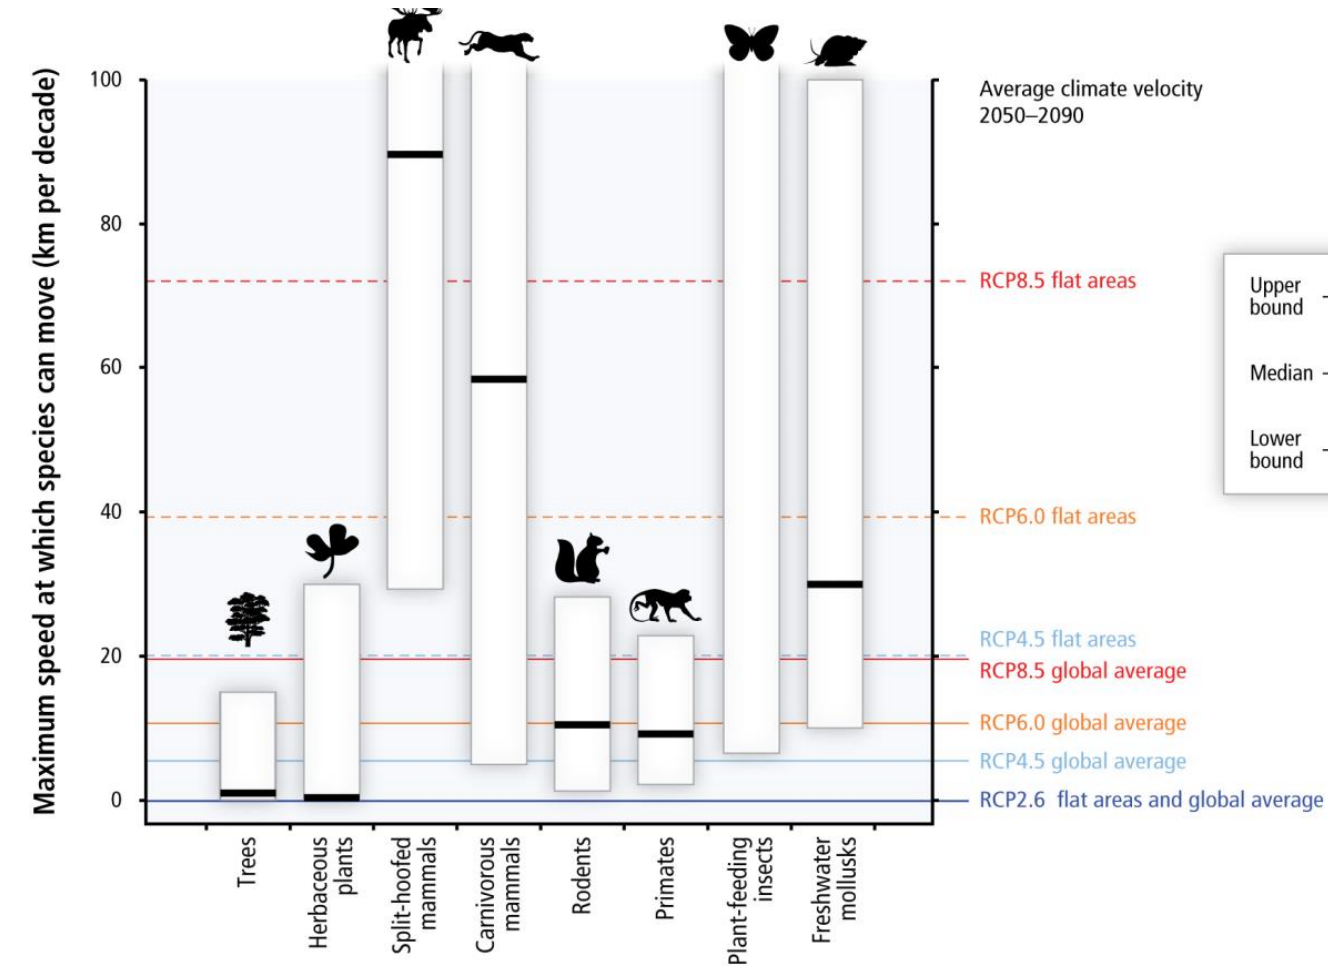 Maximum speed at which species can move (km per decade)
100
80
60
40
20
0
Average climate velocity
2050–2090
RCP8.5 flat areas
RCP6.0 flat areas
RCP4.5 flat areas
RCP8.5 global average
RCP6.0 global average
RCP4.5 global average
RCP2.6 flat areas and global average
Upper
bound
Median
Lower
bound
Trees
Herbaceous
plants
Split-hoofed
mammals
Carnivorous
mammals
Rodents
Primates
Plant-feeding
insects
Freshwater
mollusks